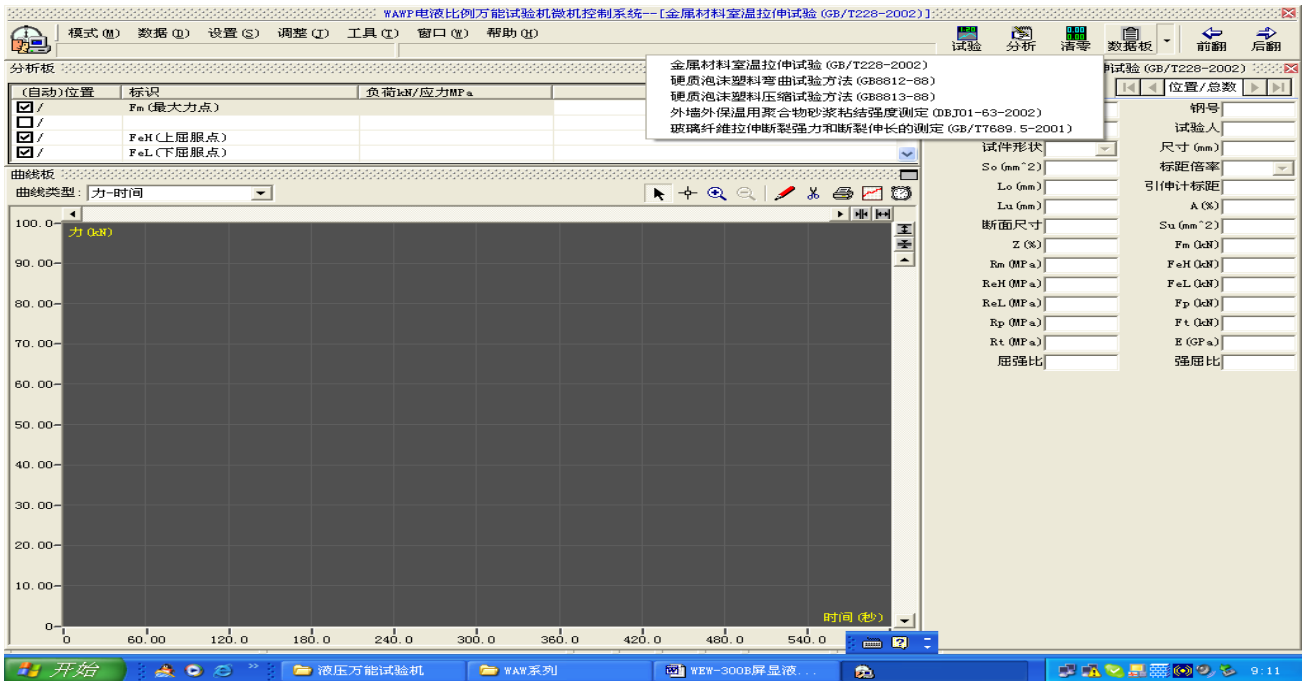 WAWP电液比例万能试验机微机控制系统--[金属材料室温拉伸试验(GB/T228-2002)]
模式(M) 数据(D) 设置(S) 调整(J) 工具(T) 窗口(W) 帮助(H)
试验 分析 清零 数据板 前翻 后翻
金属材料室温拉伸试验(GB/T228-2002)
硬质泡沫塑料弯曲试验方法(GB8812-88)
硬质泡沫塑料压缩试验方法(GB8813-88)
外墙外保温用聚合物砂浆粘结强度测定(DBJ01-63-2002)
玻璃纤维拉伸断裂强力和断裂伸长的测定(GB/T7689.5-2001)
分析板
(自动)位置 标识 负荷kN/应力MPa
/ Fm(最大力点)
/
/ FeH(上屈服点)
/ FeL(下屈服点)
曲线板
曲线类型: 力-时间
100.0
力(kN)
90.00
80.00
70.00
60.00
50.00
40.00
30.00
20.00
10.00
0
时间(秒)
0 60.00 120.0 180.0 240.0 300.0 360.0 420.0 480.0 540.0
伸试验(GB/T228-2002)
位置/总数
钢号
试验人
试件形状 尺寸(mm)
So(mm^2) 标距倍率
Lo(mm) 引伸计标距
Lu(mm) A(%)
断面尺寸 Su(mm^2)
Z(%) Fm(kN)
Rm(MPa) FeH(kN)
ReH(MPa) FeL(kN)
ReL(MPa) Fp(kN)
Rp(MPa) Ft(kN)
Rt(MPa) E(GPa)
屈强比 强屈比
开始 液压万能试验机 WAW系列 WEW-300B屏显液... 9:11